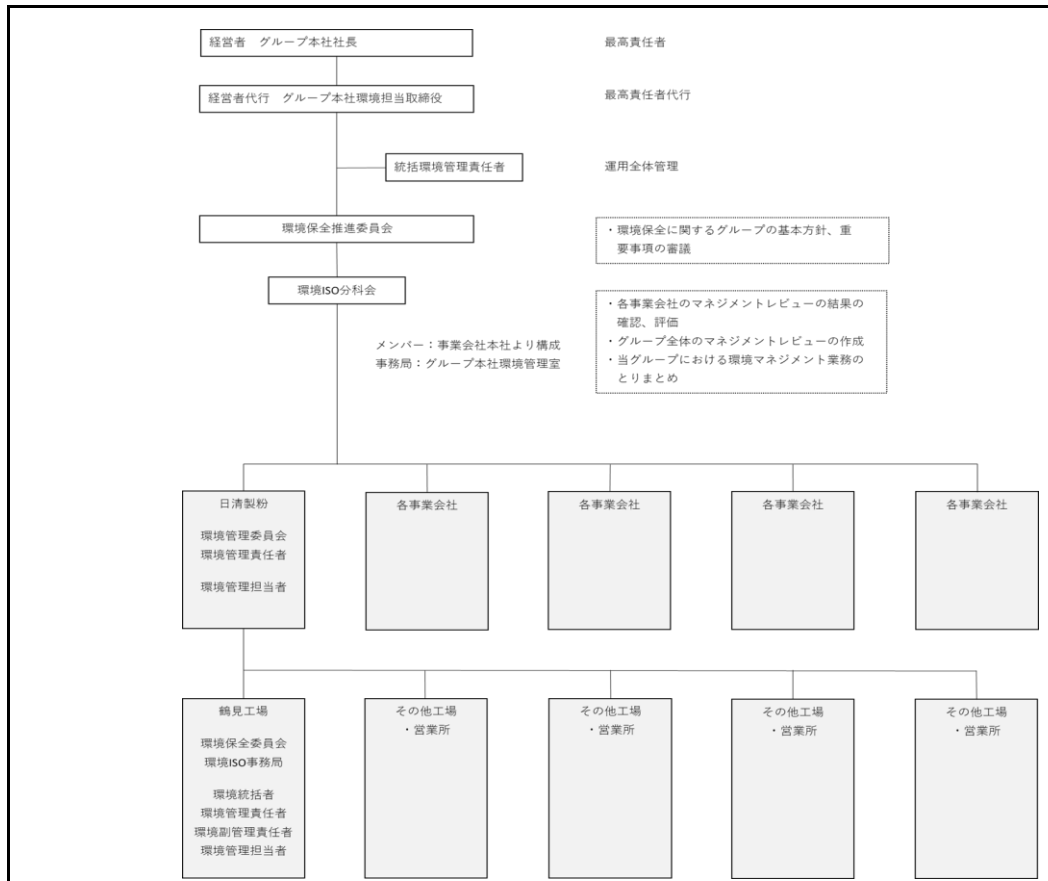 経営者　グループ本社社長
最高責任者
経営者代行　グループ本社環境担当取締役
最高責任者代行
統括環境管理責任者
運用全体管理
環境保全推進委員会
・環境保全に関するグループの基本方針、重
要事項の審議
環境ISO分科会
・各事業会社のマネジメントレビューの結果の
確認、評価
・グループ全体のマネジメントレビューの作成
・当グループにおける環境マネジメント業務の
とりまとめ
メンバー：事業会社本社より構成
事務局：グループ本社環境管理室
日清製粉
環境管理委員会
環境管理責任者
環境管理担当者
各事業会社
各事業会社
各事業会社
各事業会社
鶴見工場
環境保全委員会
環境ISO事務局
環境統括者
環境管理責任者
環境副管理責任者
環境管理担当者
その他工場
・営業所
その他工場
・営業所
その他工場
・営業所
その他工場
・営業所